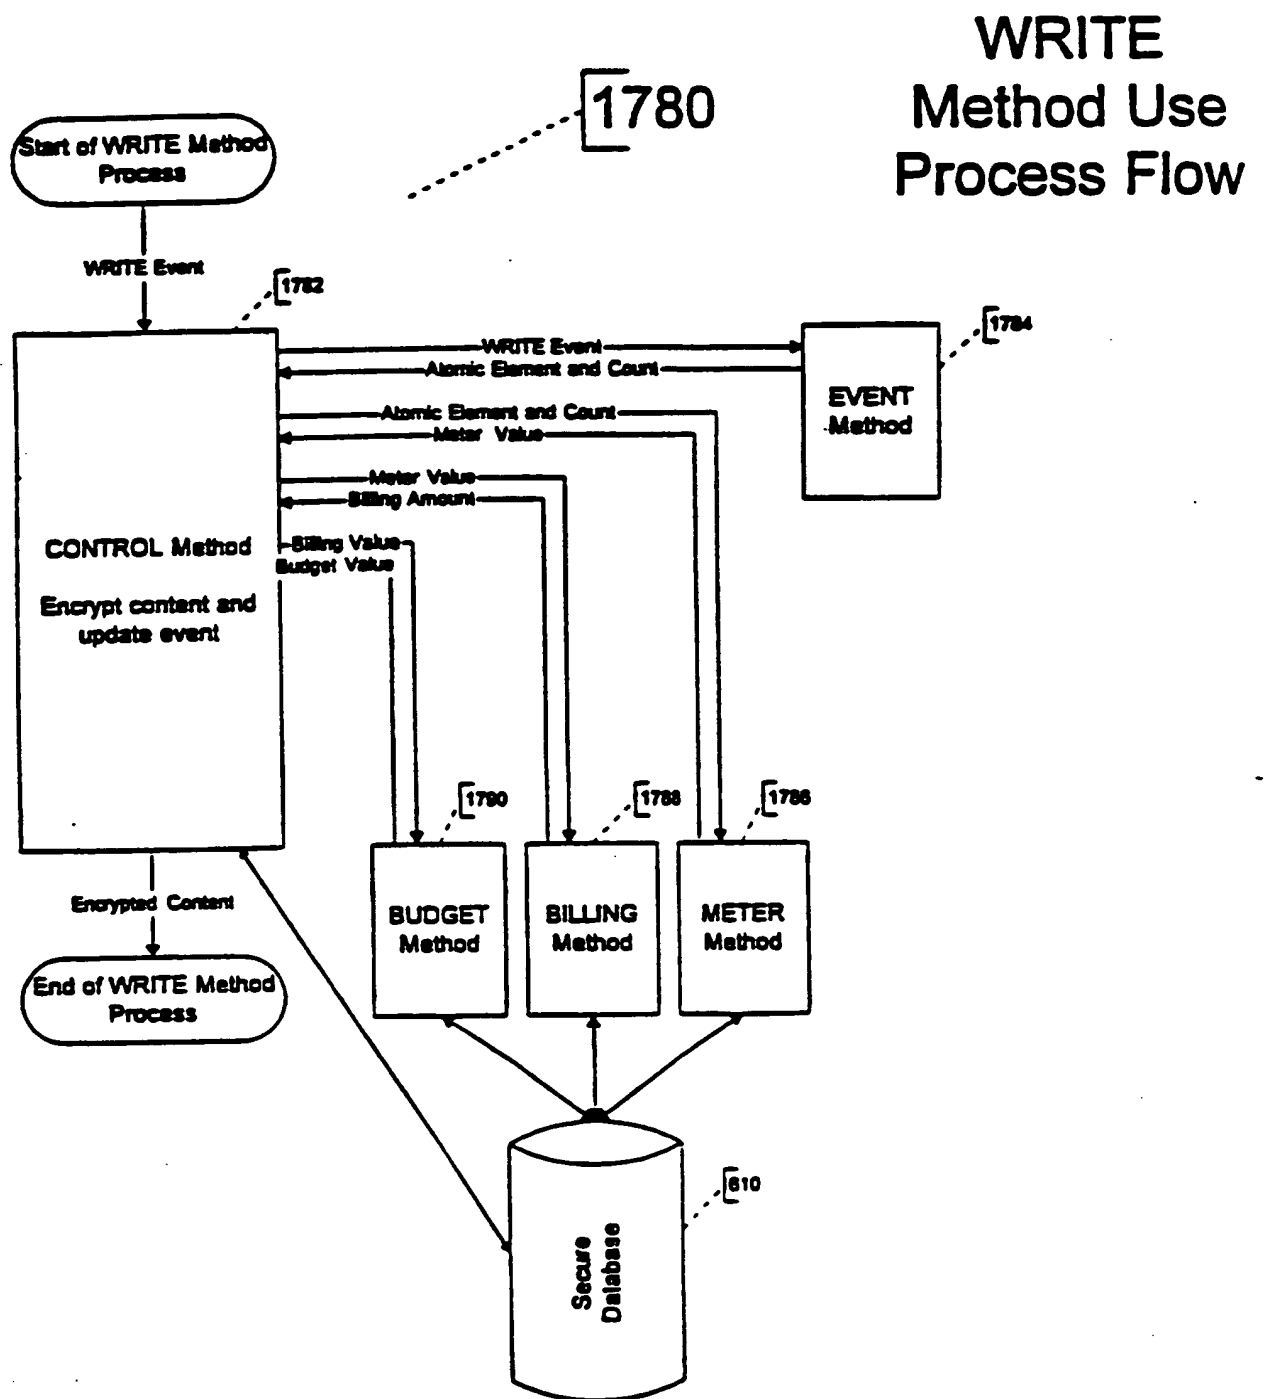 WRITE
Method Use
Process Flow
1780
Start of WRITE Method
Process
WRITE Event
1782
1784
WRITE Event
Atomic Element and Count
EVENT
Method
Atomic Element and Count
Meter Value
Meter Value
Billing Amount
CONTROL Method
Billing Value
Budget Value
Encrypt content and
update event
1790
1788
1786
Encrypted Content
BUDGET
Method
BILLING
Method
METER
Method
End of WRITE Method
Process
610
Secure
Database